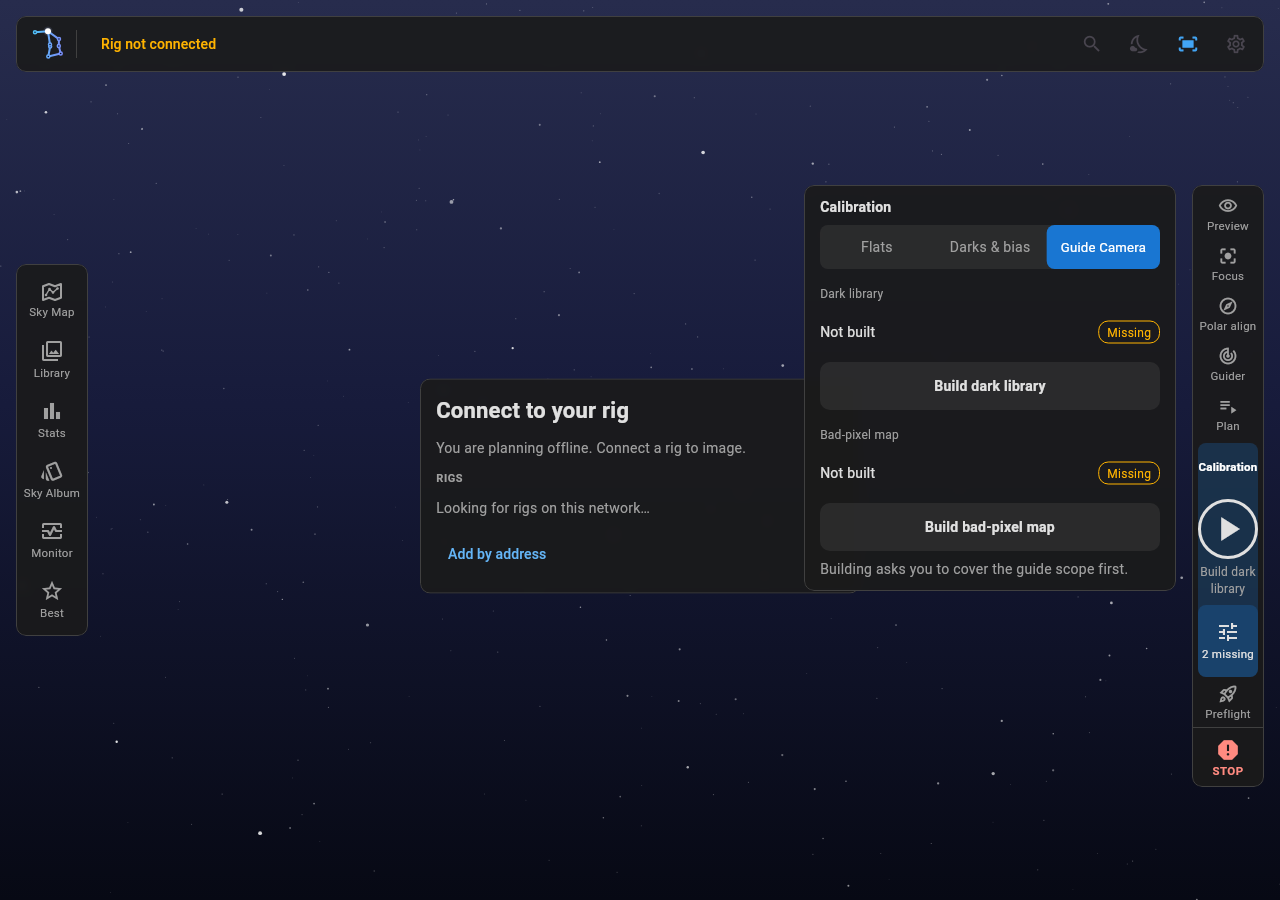 Rig not connected
Sky Map
Library
Stats
Sky Album
Monitor
Best
Connect to your rig
You are planning offline. Connect a rig to image.
RIGS
Looking for rigs on this network…
Add by address
Calibration
Flats
Darks & bias
Guide Camera
Dark library
Not built
Missing
Build dark library
Bad-pixel map
Not built
Missing
Build bad-pixel map
Building asks you to cover the guide scope first.
Preview
Focus
Polar align
Guider
Plan
Calibration
Build dark
library
2 missing
Preflight
STOP